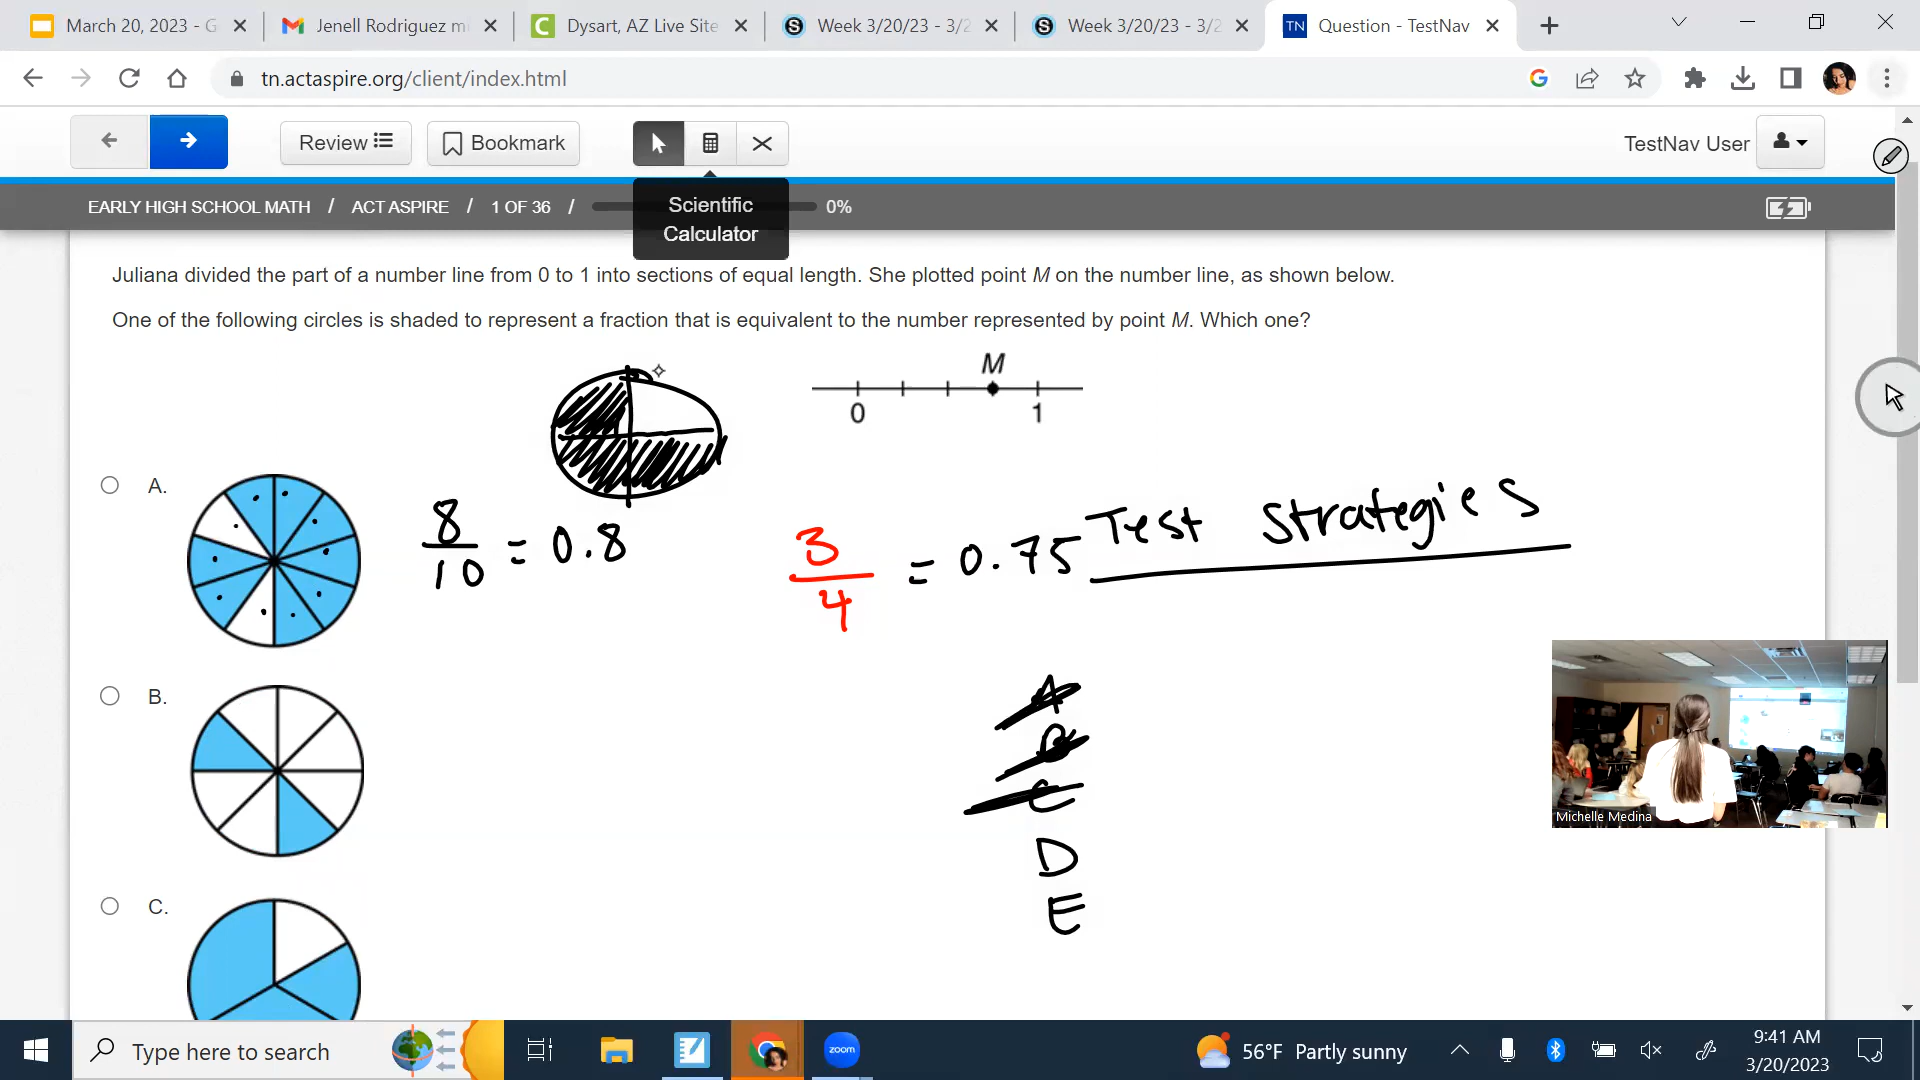 March 20, 2023 - G
Jenell Rodriguez m
Dysart, AZ Live Site
Week 3/20/23 - 3/2
Week 3/20/23 - 3/2
TN Question - TestNav
tn.actaspire.org/client/index.html
Review
Bookmark
TestNav User
Scientific
Calculator
EARLY HIGH SCHOOL MATH / ACT ASPIRE / 1 OF 36 / 0%
Juliana divided the part of a number line from 0 to 1 into sections of equal length. She plotted point M on the number line, as shown below.
One of the following circles is shaded to represent a fraction that is equivalent to the number represented by point M. Which one?
M
0 1
A.
8
10 = 0.8
3
4 = 0.75
Test Strategies
B.
C.
A
B
C
D
E
Michelle Medina
Type here to search
zoom
56°F Partly sunny
9:41 AM
3/20/2023